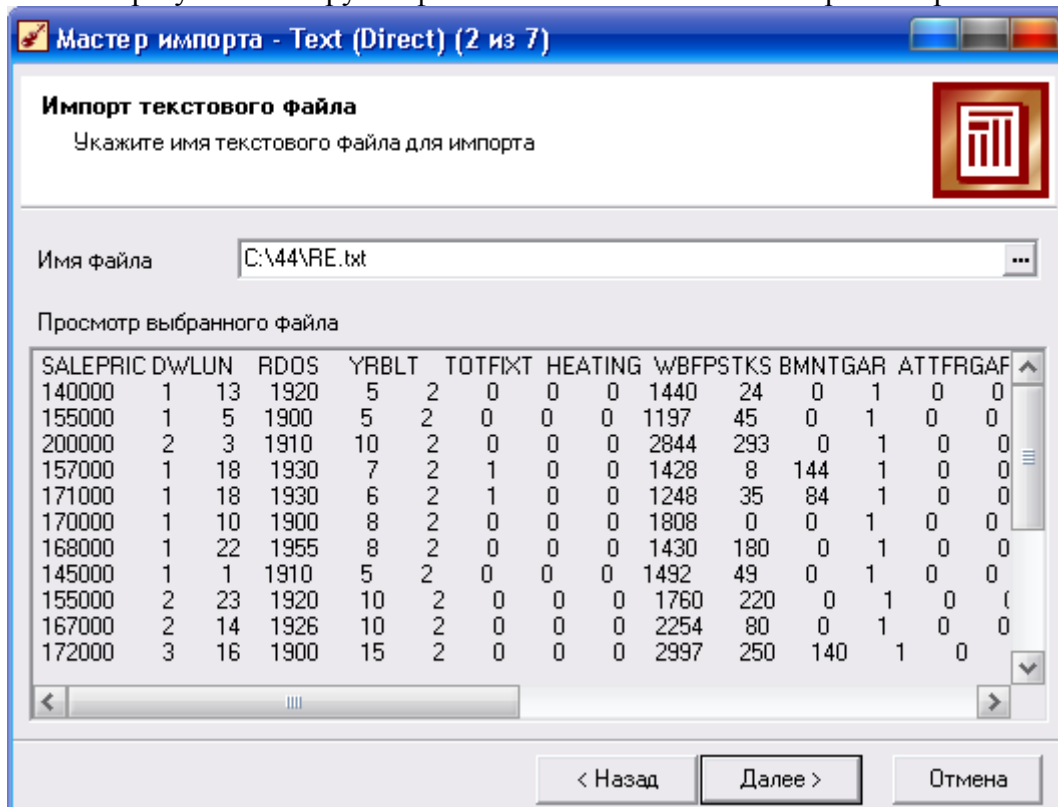 Мастер импорта - Text (Direct) (2 из 7)
Импорт текстового файла
Укажите имя текстового файла для импорта
Имя файла C:\44\RE.txt ...
Просмотр выбранного файла
SALEPRIC DWLUN RDOS YRBLT TOTFIXT HEATING WBFPSTKS BMNTGAR ATTFRGAF
140000 1 13 1920 5 2 0 0 0 1440 24 0 1 0 0
155000 1 5 1900 5 2 0 0 0 1197 45 0 1 0 0
200000 2 3 1910 10 2 0 0 0 2844 293 0 1 0 0
157000 1 18 1930 7 2 1 0 0 1428 8 144 1 0 0
171000 1 18 1930 6 2 1 0 0 1248 35 84 1 0 0
170000 1 10 1900 8 2 0 0 0 1808 0 0 1 0 0
168000 1 22 1955 8 2 0 0 0 1430 180 0 1 0 0
145000 1 1 1910 5 2 0 0 0 1492 49 0 1 0 0
155000 2 23 1920 10 2 0 0 0 1760 220 0 1 0
167000 2 14 1926 10 2 0 0 0 2254 80 0 1 0 0
172000 3 16 1900 15 2 0 0 0 2997 250 140 1 0
< Назад Далее > Отмена